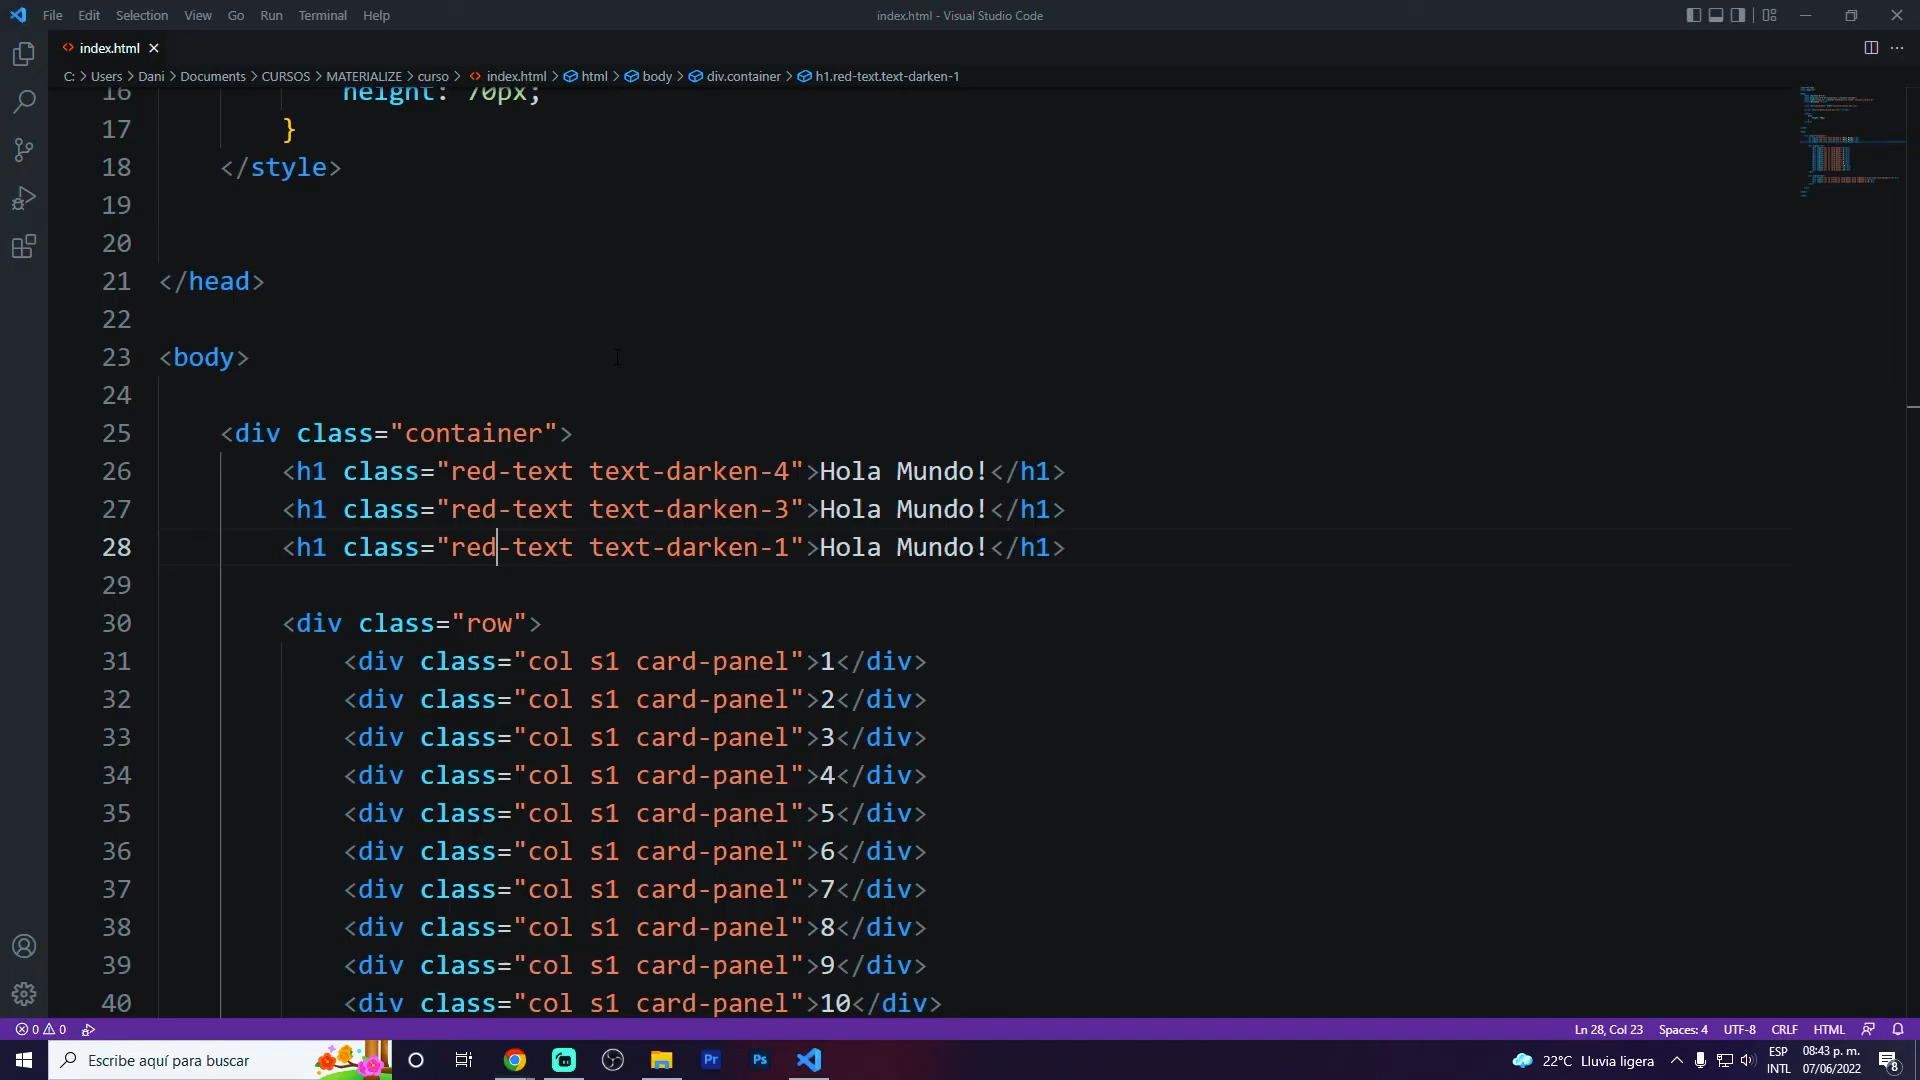 File Edit Selection View Go Run Terminal Help
index.html - Visual Studio Code
index.html
C: > Users > Dani > Documents > CURSOS > MATERIALIZE > curso > index.html > html > body > div.container > h1.red-text.text-darken-1
16 height: 70px;
17 }
18 </style>
19
20
21 </head>
22
23 <body>
24
25 <div class="container">
26 <h1 class="red-text text-darken-4">Hola Mundo!</h1>
27 <h1 class="red-text text-darken-3">Hola Mundo!</h1>
28 <h1 class="red-text text-darken-1">Hola Mundo!</h1>
29
30 <div class="row">
31 <div class="col s1 card-panel">1</div>
32 <div class="col s1 card-panel">2</div>
33 <div class="col s1 card-panel">3</div>
34 <div class="col s1 card-panel">4</div>
35 <div class="col s1 card-panel">5</div>
36 <div class="col s1 card-panel">6</div>
37 <div class="col s1 card-panel">7</div>
38 <div class="col s1 card-panel">8</div>
39 <div class="col s1 card-panel">9</div>
40 <div class="col s1 card-panel">10</div>
0 0 Ln 28, Col 23 Spaces: 4 UTF-8 CRLF HTML
Escribe aquí para buscar
Pr Ps
22°C Lluvia ligera
ESP
INTL
08:43 p. m.
07/06/2022
8